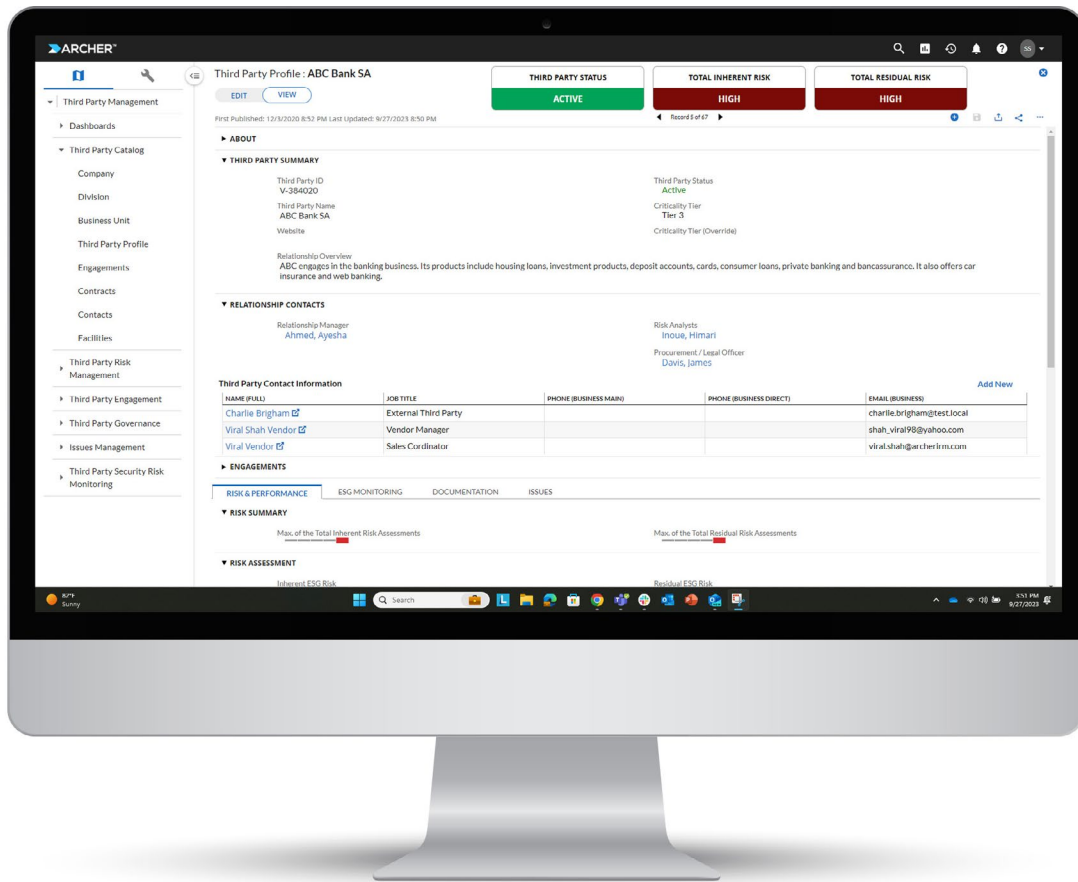 ARCHER™
SS
Third Party Profile : ABC Bank SA
EDIT VIEW
THIRD PARTY STATUS
ACTIVE
TOTAL INHERENT RISK
HIGH
TOTAL RESIDUAL RISK
HIGH
First Published: 12/3/2020 8:52 PM Last Updated: 9/27/2023 8:50 PM
Record 5 of 67
Third Party Management
Dashboards
Third Party Catalog
Company
Division
Business Unit
Third Party Profile
Engagements
Contracts
Contacts
Facilities
Third Party Risk
Management
Third Party Engagement
Third Party Governance
Issues Management
Third Party Security Risk
Monitoring
ABOUT
THIRD PARTY SUMMARY
Third Party ID
V-384020
Third Party Status
Active
Third Party Name
ABC Bank SA
Criticality Tier
Tier 3
Website
Criticality Tier (Override)
Relationship Overview
ABC engages in the banking business. Its products include housing loans, investment products, deposit accounts, cards, consumer loans, private banking and bancassurance. It also offers car
insurance and web banking.
RELATIONSHIP CONTACTS
Relationship Manager
Ahmed, Ayesha
Risk Analysts
Inoue, Himari
Procurement / Legal Officer
Davis, James
Third Party Contact Information
Add New
NAME (FULL) JOB TITLE PHONE (BUSINESS MAIN) PHONE (BUSINESS DIRECT) EMAIL (BUSINESS)
Charlie Brigham External Third Party charlie.brigham@test.local
Viral Shah Vendor Vendor Manager shah_viral98@yahoo.com
Viral Vendor Sales Cordinator viral.shah@archerirm.com
ENGAGEMENTS
RISK & PERFORMANCE ESG MONITORING DOCUMENTATION ISSUES
RISK SUMMARY
Max. of the Total Inherent Risk Assessments
Max. of the Total Residual Risk Assessments
RISK ASSESSMENT
Inherent ESG Risk
Residual ESG Risk
82°F
Sunny
Search
L
3:51 PM
9/27/2023